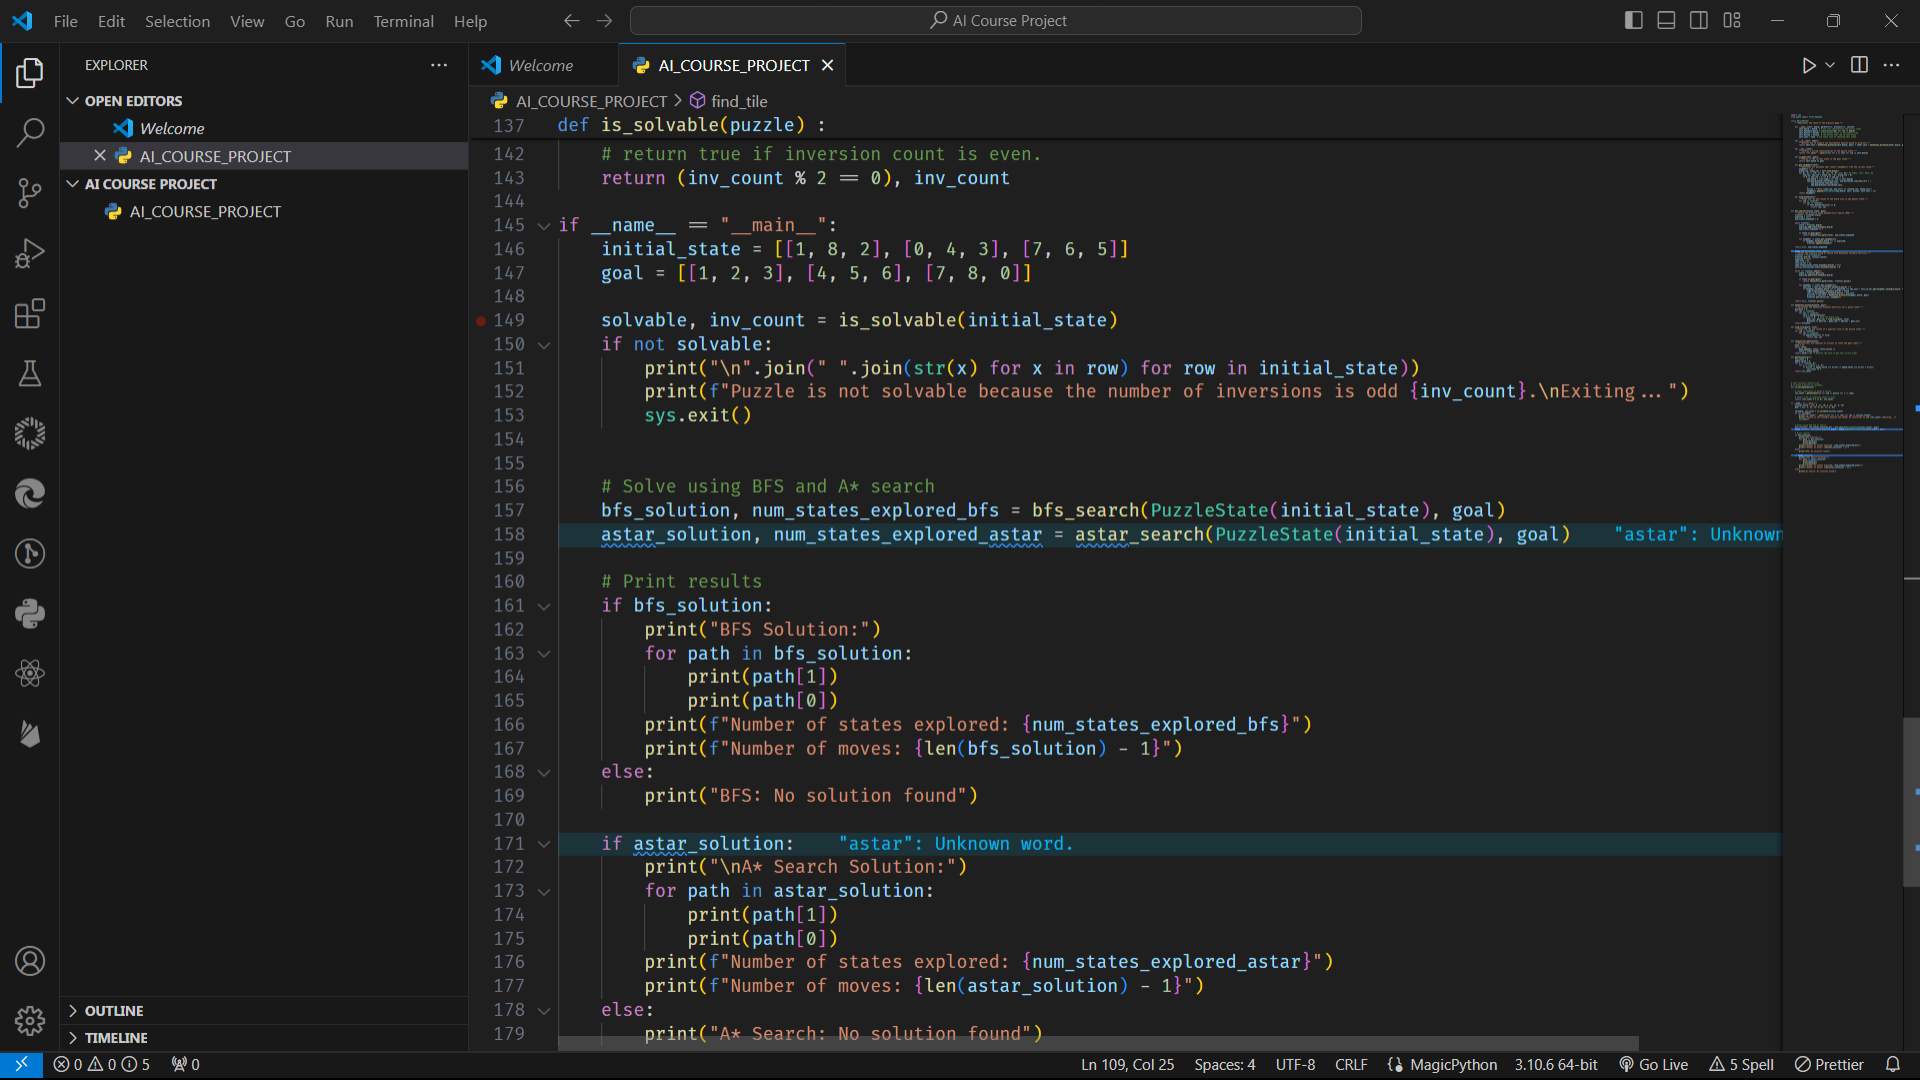 File Edit Selection View Go Run Terminal Help
AI Course Project
EXPLORER
OPEN EDITORS
Welcome
AI_COURSE_PROJECT
AI COURSE PROJECT
AI_COURSE_PROJECT
OUTLINE
TIMELINE
Welcome
AI_COURSE_PROJECT
AI_COURSE_PROJECT > find_tile
137 def is_solvable(puzzle) :
142 # return true if inversion count is even.
143 return (inv_count % 2 == 0), inv_count
144
145 if __name__ == "__main__":
146 initial_state = [[1, 8, 2], [0, 4, 3], [7, 6, 5]]
147 goal = [[1, 2, 3], [4, 5, 6], [7, 8, 0]]
148
149 solvable, inv_count = is_solvable(initial_state)
150 if not solvable:
151 print("\n".join(" ".join(str(x) for x in row) for row in initial_state))
152 print(f"Puzzle is not solvable because the number of inversions is odd {inv_count}.\nExiting...")
153 sys.exit()
154
155
156 # Solve using BFS and A* search
157 bfs_solution, num_states_explored_bfs = bfs_search(PuzzleState(initial_state), goal)
158 astar_solution, num_states_explored_astar = astar_search(PuzzleState(initial_state), goal) "astar": Unknown
159
160 # Print results
161 if bfs_solution:
162 print("BFS Solution:")
163 for path in bfs_solution:
164 print(path[1])
165 print(path[0])
166 print(f"Number of states explored: {num_states_explored_bfs}")
167 print(f"Number of moves: {len(bfs_solution) - 1}")
168 else:
169 print("BFS: No solution found")
170
171 if astar_solution: "astar": Unknown word.
172 print("\nA* Search Solution:")
173 for path in astar_solution:
174 print(path[1])
175 print(path[0])
176 print(f"Number of states explored: {num_states_explored_astar}")
177 print(f"Number of moves: {len(astar_solution) - 1}")
178 else:
179 print("A* Search: No solution found")
0 0 5 0 Ln 109, Col 25 Spaces: 4 UTF-8 CRLF MagicPython 3.10.6 64-bit Go Live 5 Spell Prettier